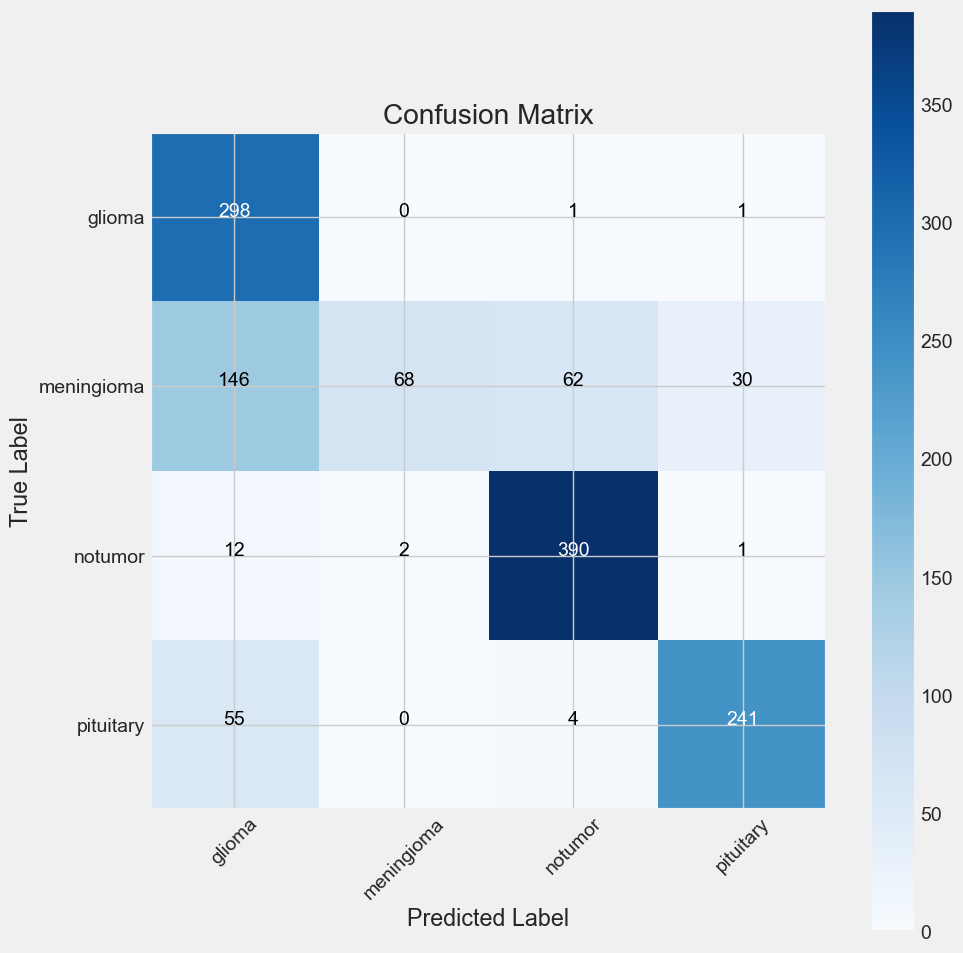 Confusion Matrix
True Label
glioma 298 0 1 1
meningioma 146 68 62 30
notumor 12 2 390 1
pituitary 55 0 4 241
glioma meningioma notumor pituitary
Predicted Label
350
300
250
200
150
100
50
0